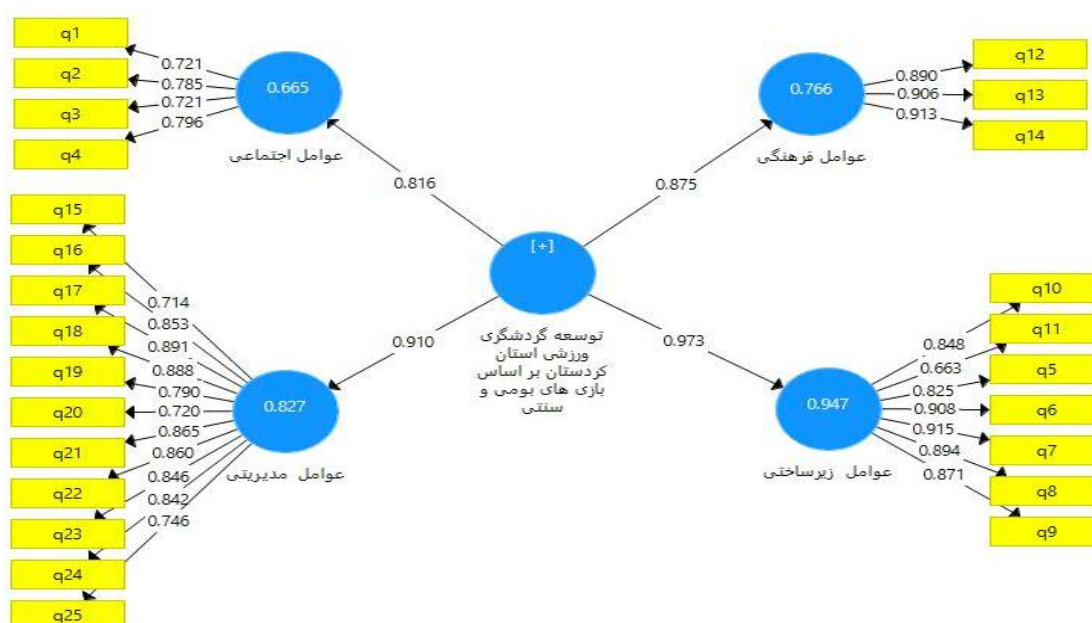 q1
q2
q3
q4
0.721
0.785
0.721
0.796
0.665
عوامل اجتماعی
q12
q13
q14
0.890
0.906
0.913
0.766
عوامل فرهنگی
0.816
0.875
[+]
توسعه گردشگری
ورزشی استان
کردستان بر اساس
بازی های بومی و
سنتی
0.910
0.973
q15
q16
q17
q18
q19
q20
q21
q22
q23
q24
q25
0.714
0.853
0.891
0.888
0.790
0.720
0.865
0.860
0.846
0.842
0.746
0.827
عوامل مدیریتی
q10
q11
q5
q6
q7
q8
q9
0.848
0.663
0.825
0.908
0.915
0.894
0.871
0.947
عوامل زیرساختی